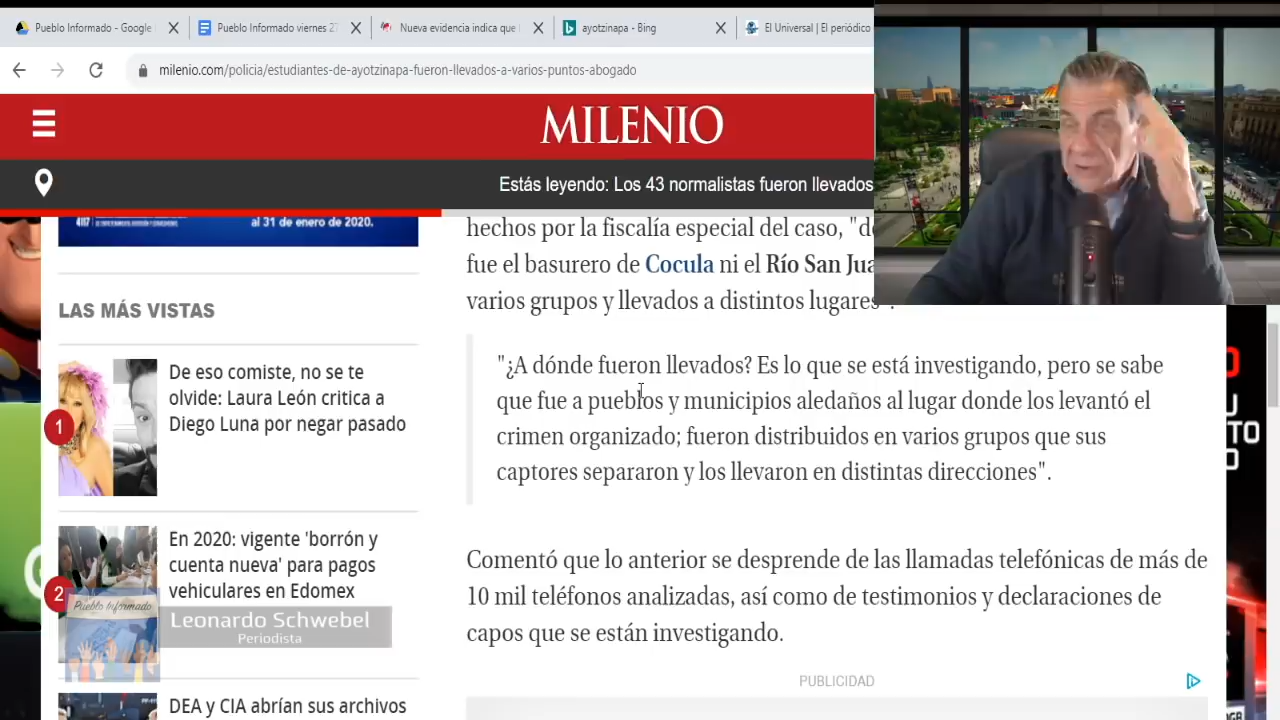 Pueblo Informado - Google
Pueblo Informado viernes 27
Nueva evidencia indica que
ayotzinapa - Bing
El Universal | El periódico
milenio.com/policia/estudiantes-de-ayotzinapa-fueron-llevados-a-varios-puntos-abogado
MILENIO
Estás leyendo: Los 43 normalistas fueron llevados
al 31 de enero de 2020.
LAS MÁS VISTAS
1
De eso comiste, no se te
olvide: Laura León critica a
Diego Luna por negar pasado
2
En 2020: vigente 'borrón y
cuenta nueva' para pagos
vehiculares en Edomex
Pueblo Informado
Leonardo Schwebel
Periodista
DEA y CIA abrían sus archivos
hechos por la fiscalía especial del caso, "de
fue el basurero de Cocula ni el Río San Jua
varios grupos y llevados a distintos lugares".
"¿A dónde fueron llevados? Es lo que se está investigando, pero se sabe
que fue a pueblos y municipios aledaños al lugar donde los levantó el
crimen organizado; fueron distribuidos en varios grupos que sus
captores separaron y los llevaron en distintas direcciones".
Comentó que lo anterior se desprende de las llamadas telefónicas de más de
10 mil teléfonos analizadas, así como de testimonios y declaraciones de
capos que se están investigando.
PUBLICIDAD